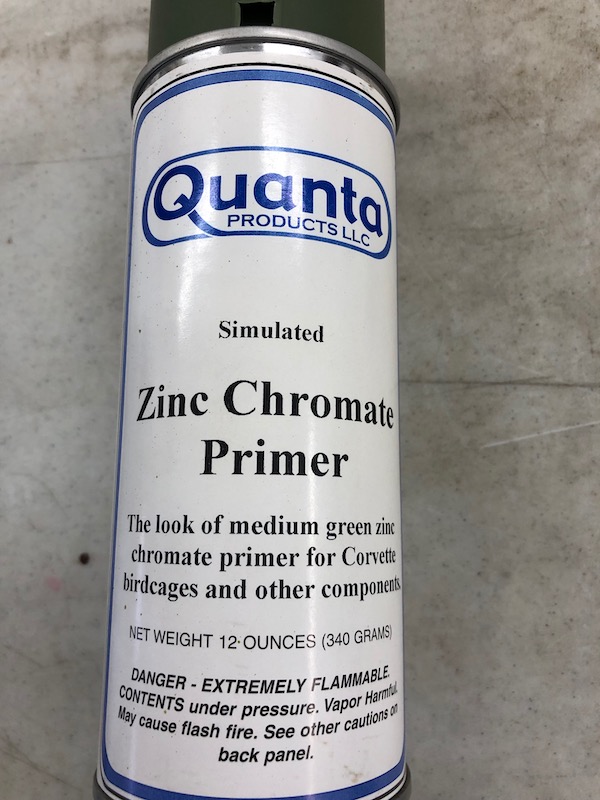 Quanta
PRODUCTS LLC
Simulated
Zinc Chromate
Primer
The look of medium green zinc
chromate primer for Corvette
birdcages and other components.
NET WEIGHT 12 OUNCES (340 GRAMS)
DANGER - EXTREMELY FLAMMABLE.
CONTENTS under pressure. Vapor Harmful.
May cause flash fire. See other cautions on
back panel.